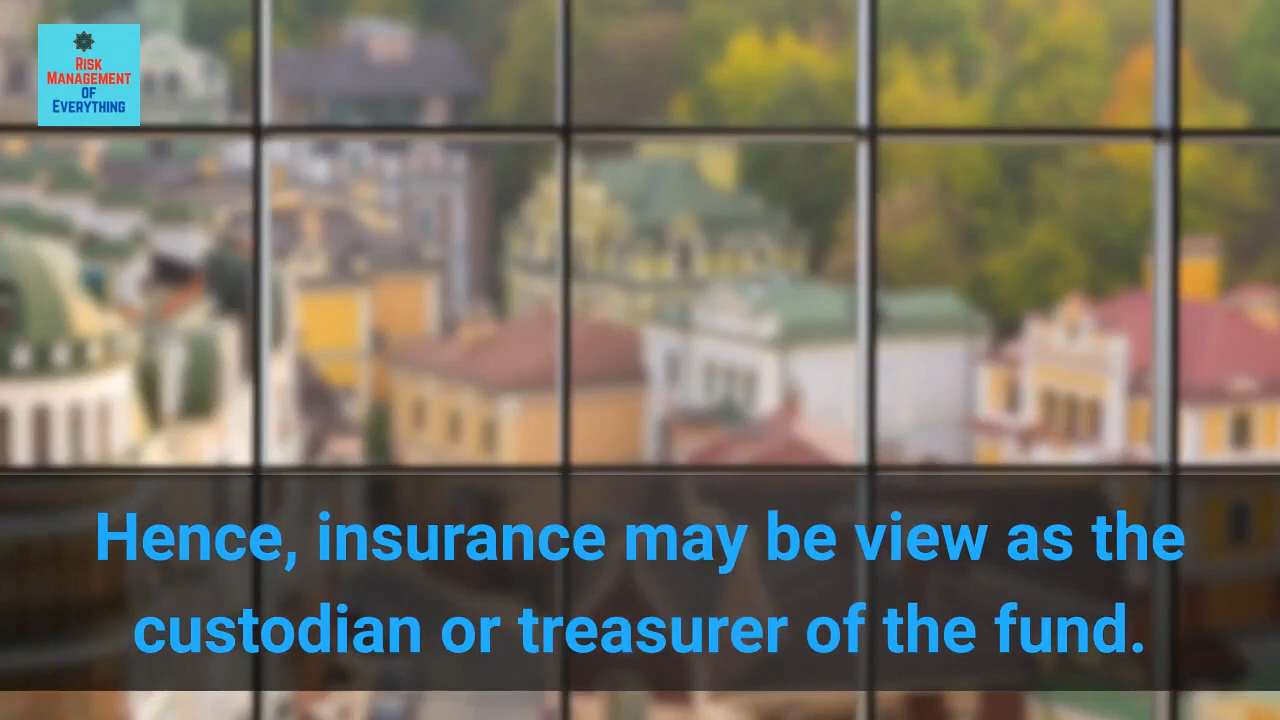 Risk
Management
of
Everything
Hence, insurance may be view as the
custodian or treasurer of the fund.